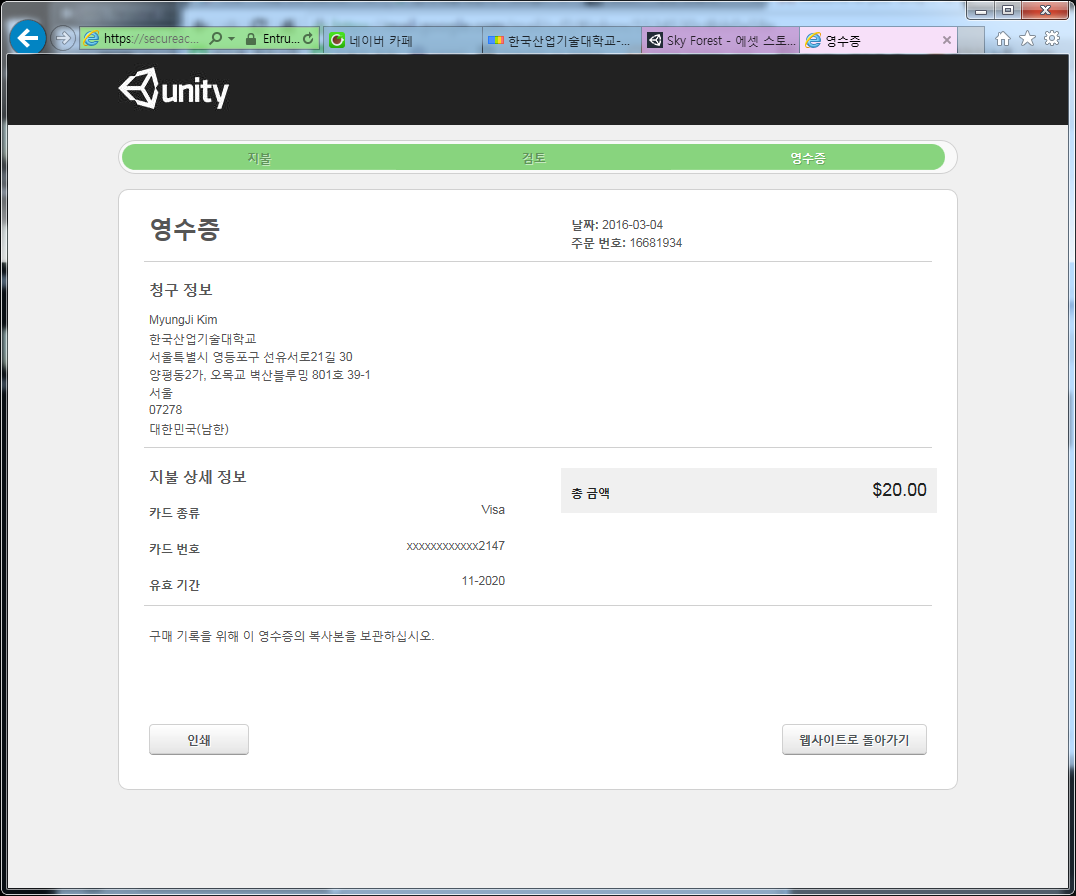 https://secureac... Entru... 네이버 카페 한국산업기술대학교-... Sky Forest - 에셋 스토... 영수증
unity
지불 검토 영수증
영수증
날짜: 2016-03-04
주문 번호: 16681934
청구 정보
MyungJi Kim
한국산업기술대학교
서울특별시 영등포구 선유서로21길 30
양평동2가, 오목교 벽산블루밍 801호 39-1
서울
07278
대한민국(남한)
지불 상세 정보
총 금액 $20.00
카드 종류 Visa
카드 번호 xxxxxxxxxxxx2147
유효 기간 11-2020
구매 기록을 위해 이 영수증의 복사본을 보관하십시오.
인쇄 웹사이트로 돌아가기